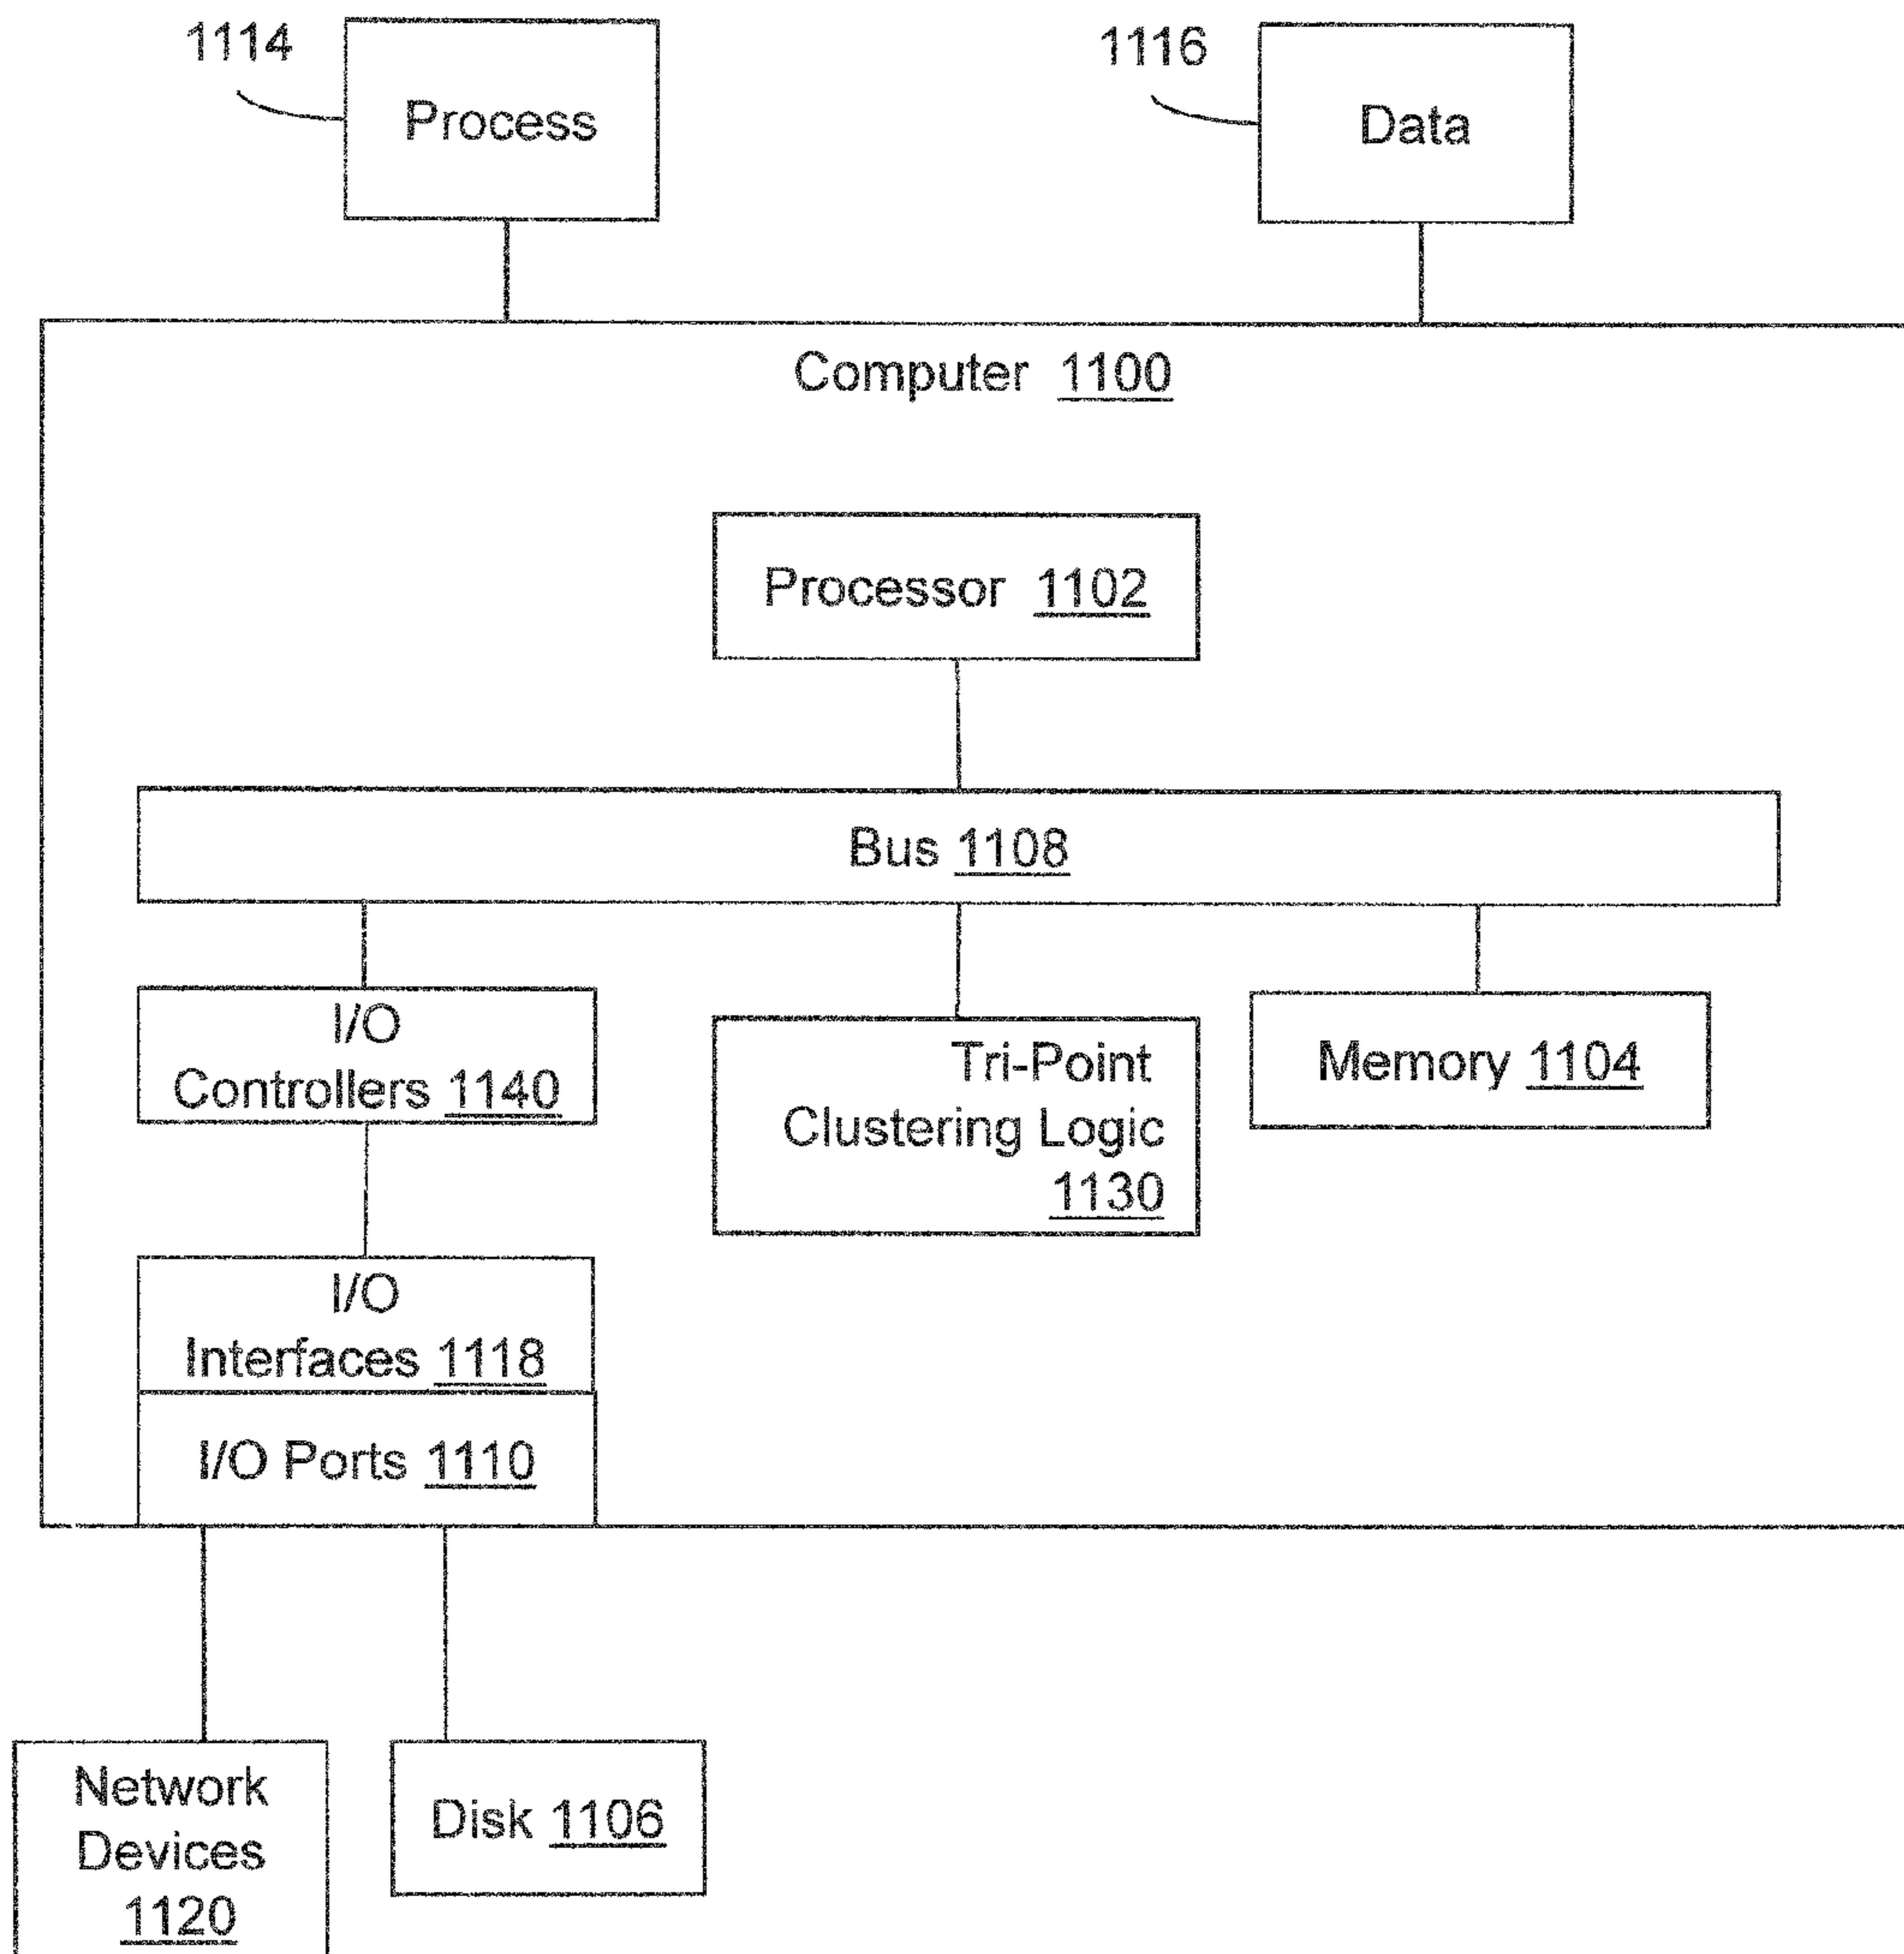 1114
Process
1116
Data
Computer 1100
Processor 1102
Bus 1108
I/O
Controllers 1140
Tri-Point
Clustering Logic
1130
Memory 1104
I/O
Interfaces 1118
I/O Ports 1110
Network
Devices
1120
Disk 1106